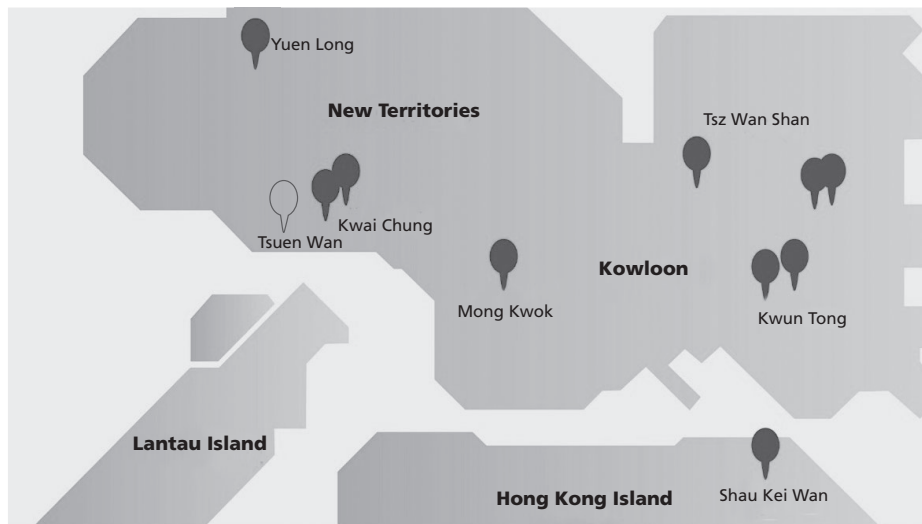 Yuen Long
New Territories
Tsz Wan Shan
Kwai Chung
Tsuen Wan
Kowloon
Mong Kwok
Kwun Tong
Lantau Island
Hong Kong Island
Shau Kei Wan